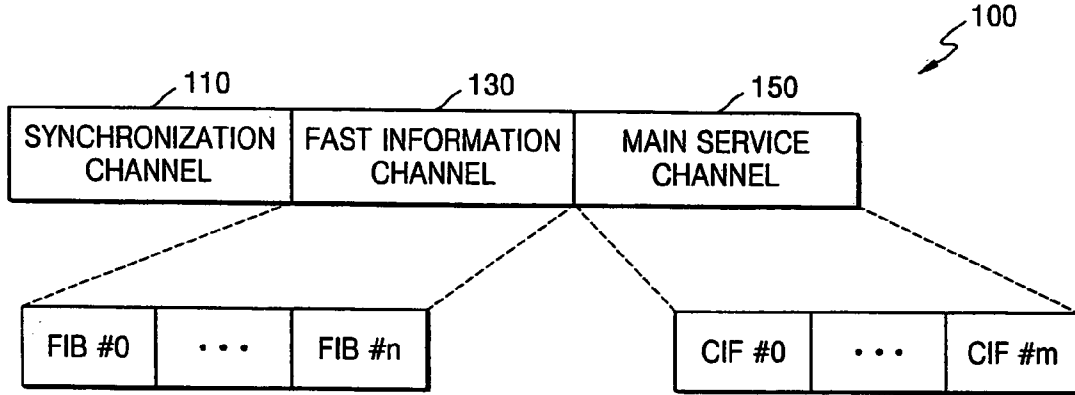 100
110
130
150
SYNCHRONIZATION
CHANNEL
FAST INFORMATION
CHANNEL
MAIN SERVICE
CHANNEL
FIB #0
• • •
FIB #n
CIF #0
• • •
CIF #m